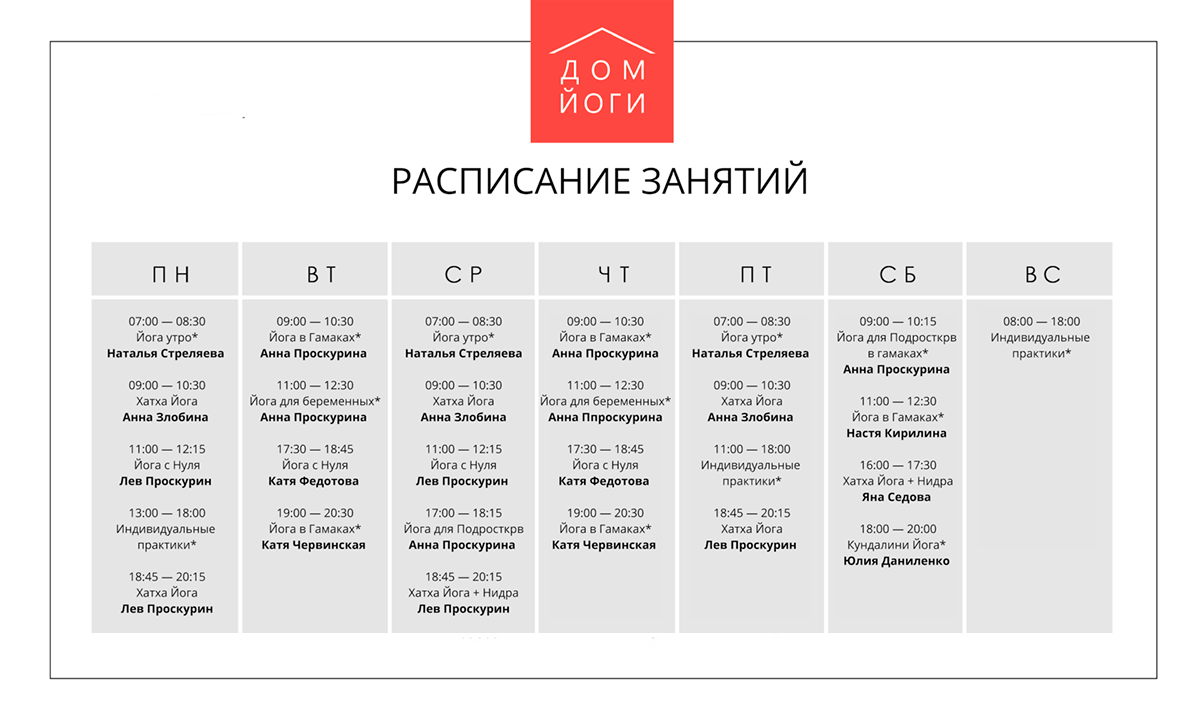 ДОМ
ЙОГИ
РАСПИСАНИЕ ЗАНЯТИЙ
ПН
07:00 — 08:30
Йога утро*
Наталья Стреляева
09:00 — 10:30
Хатха Йога
Анна Злобина
11:00 — 12:15
Йога с Нуля
Лев Проскурин
13:00 — 18:00
Индивидуальные
практики*
18:45 — 20:15
Хатха Йога
Лев Проскурин
ВТ
09:00 — 10:30
Йога в Гамаках*
Анна Проскурина
11:00 — 12:30
Йога для беременных*
Анна Проскурина
17:30 — 18:45
Йога с Нуля
Катя Федотова
19:00 — 20:30
Йога в Гамаках*
Катя Червинская
СР
07:00 — 08:30
Йога утро*
Наталья Стреляева
09:00 — 10:30
Хатха Йога
Анна Злобина
11:00 — 12:15
Йога с Нуля
Лев Проскурин
17:00 — 18:15
Йога для Подросткрв
Анна Проскурина
18:45 — 20:15
Хатха Йога + Нидра
Лев Проскурин
ЧТ
09:00 — 10:30
Йога в Гамаках*
Анна Проскурина
11:00 — 12:30
Йога для беременных*
Анна Ппроскурина
17:30 — 18:45
Йога с Нуля
Катя Федотова
19:00 — 20:30
Йога в Гамаках*
Катя Червинская
ПТ
07:00 — 08:30
Йога утро*
Наталья Стреляева
09:00 — 10:30
Хатха Йога
Анна Злобина
11:00 — 18:00
Индивидуальные
практики*
18:45 — 20:15
Хатха Йога
Лев Проскурин
СБ
09:00 — 10:15
Йога для Подросткрв
в гамаках*
Анна Проскурина
11:00 — 12:30
Йога в Гамаках*
Настя Кирилина
16:00 — 17:30
Хатха Йога + Нидра
Яна Седова
18:00 — 20:00
Кундалини Йога*
Юлия Даниленко
ВС
08:00 — 18:00
Индивидуальные
практики*